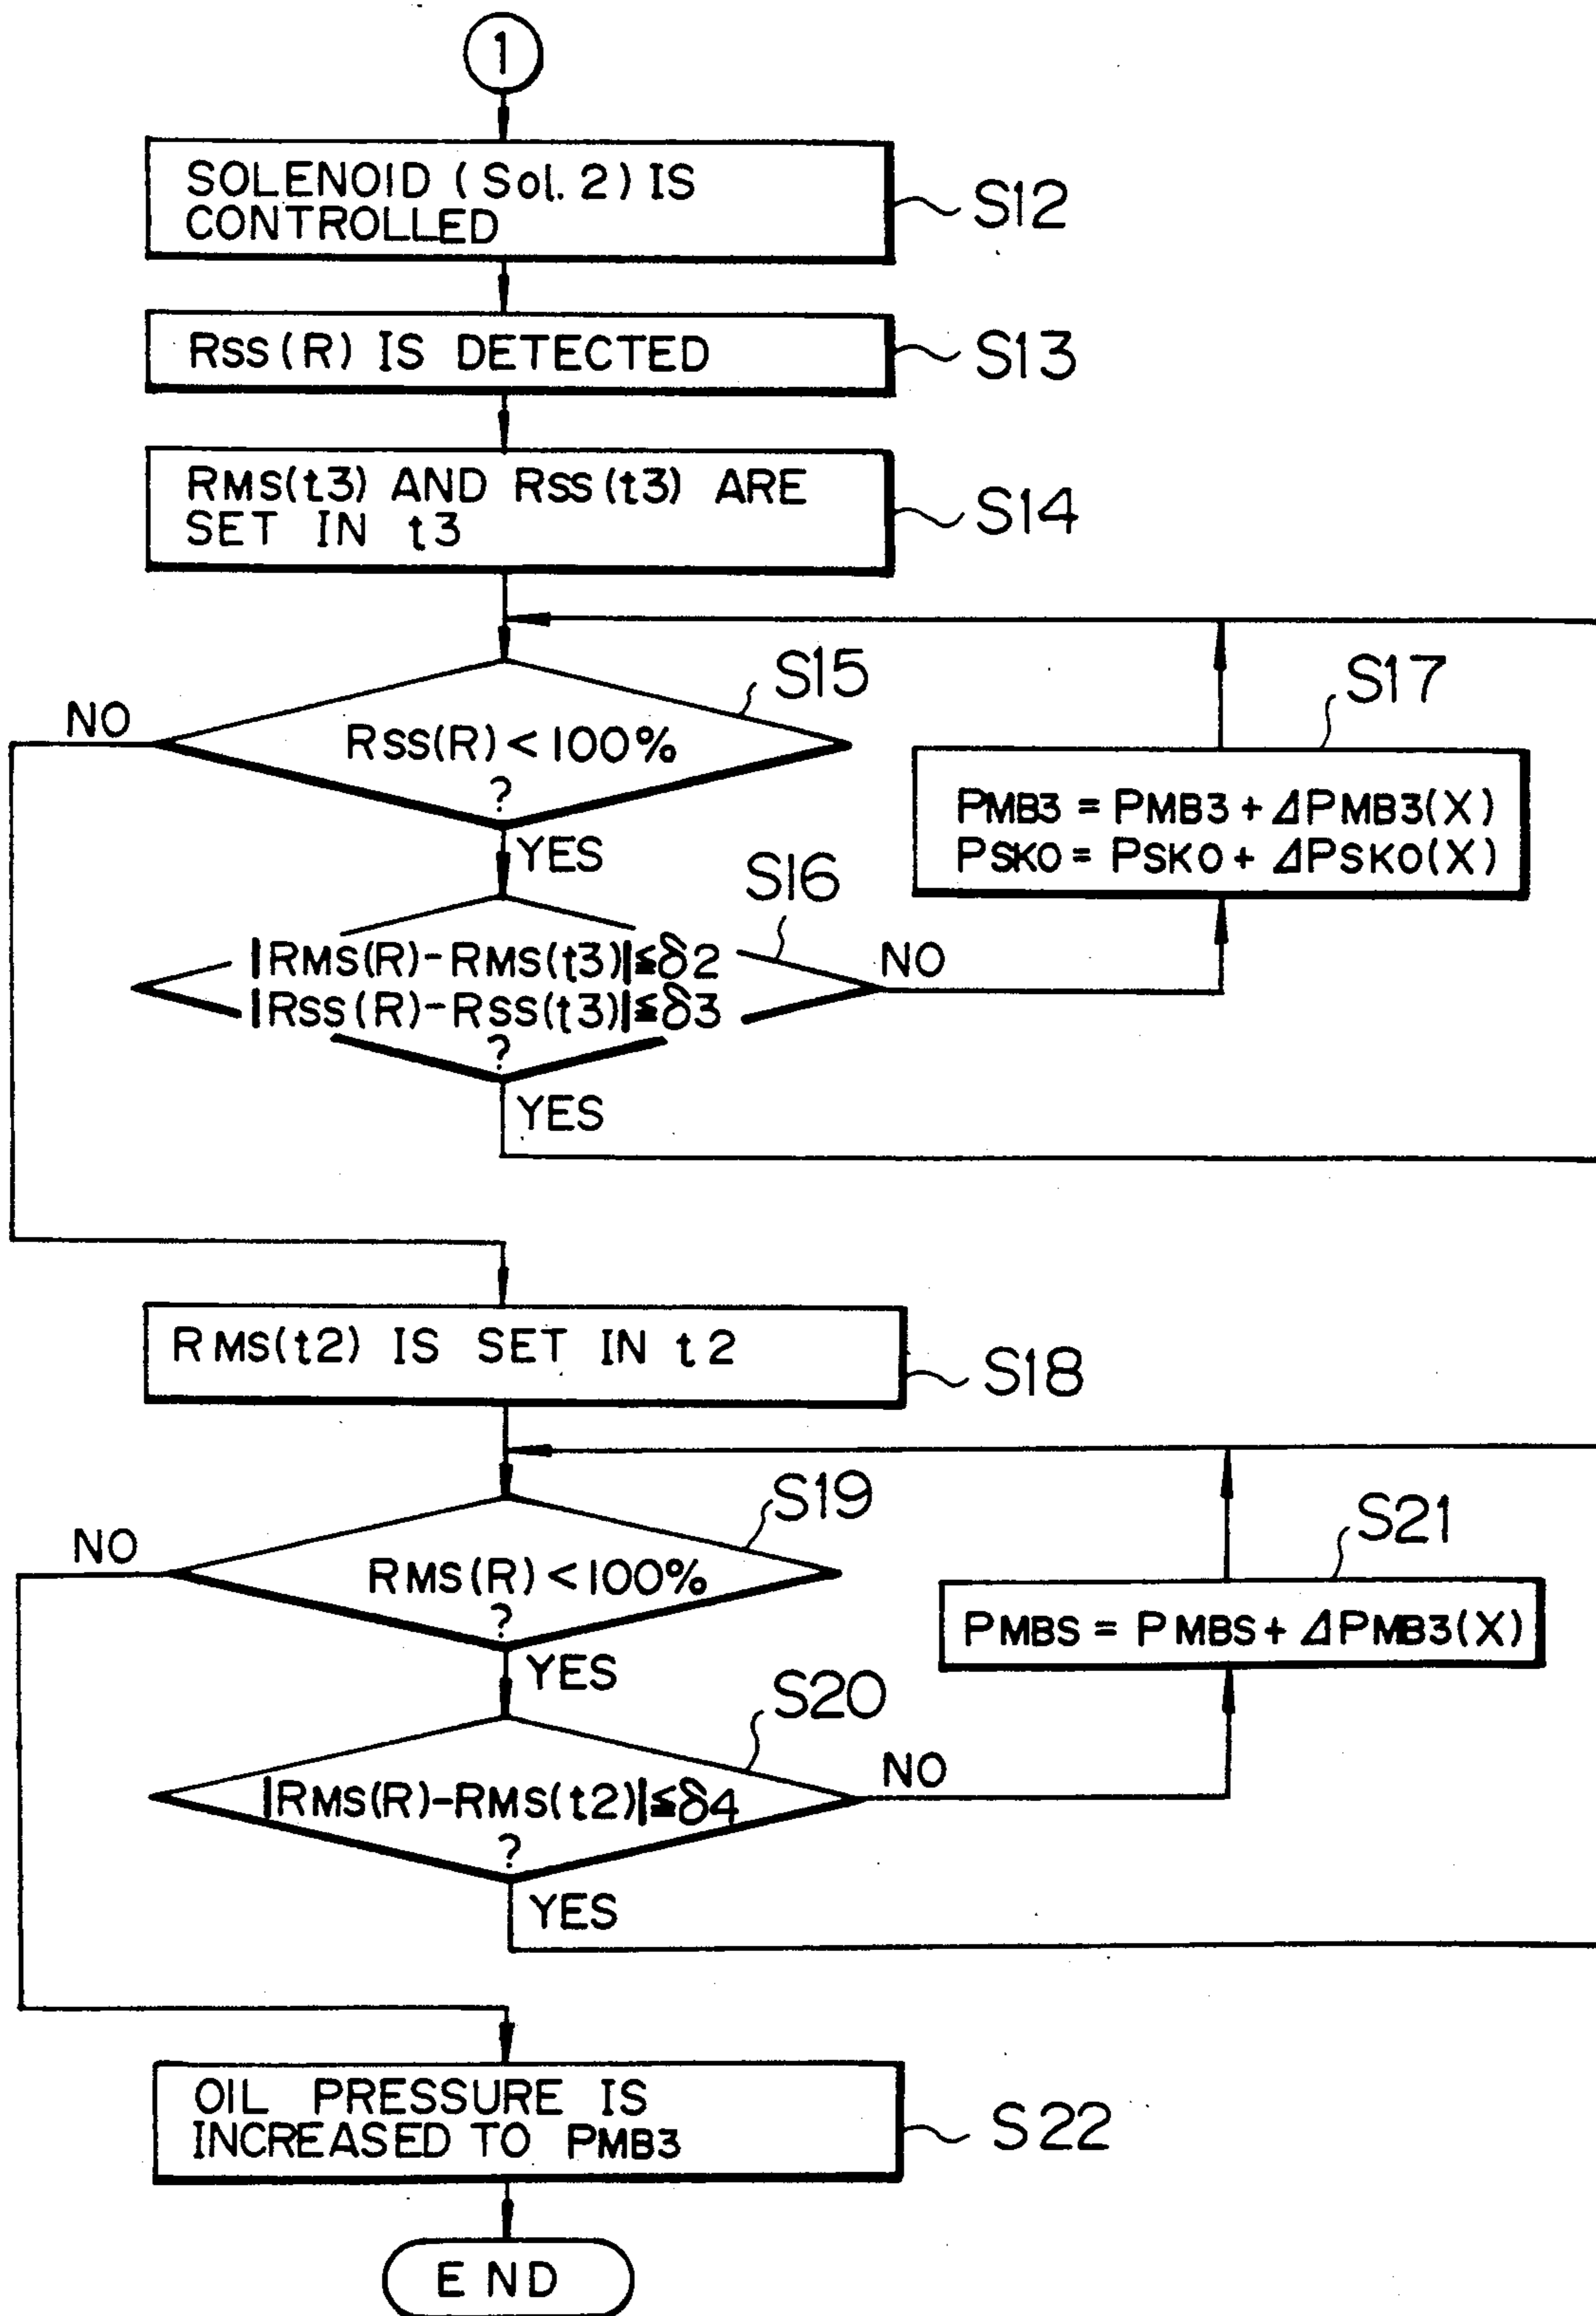 1
SOLENOID (Sol. 2) IS
CONTROLLED
S12
RSS(R) IS DETECTED
S13
RMS(t3) AND RSS(t3) ARE
SET IN t3
S14
S15
NO
RSS(R) < 100%
?
YES
S17
PMB3 = PMB3 + ΔPMB3(X)
PSK0 = PSK0 + ΔPSK0(X)
S16
|RMS(R)-RMS(t3)|≦δ2
|RSS(R)-RSS(t3)|≦δ3
?
NO
YES
RMS(t2) IS SET IN t2
S18
S19
NO
RMS(R) < 100%
?
YES
S21
PMBS = PMBS + ΔPMB3(X)
S20
|RMS(R)-RMS(t2)|≦δ4
?
NO
YES
OIL PRESSURE IS
INCREASED TO PMB3
S22
END